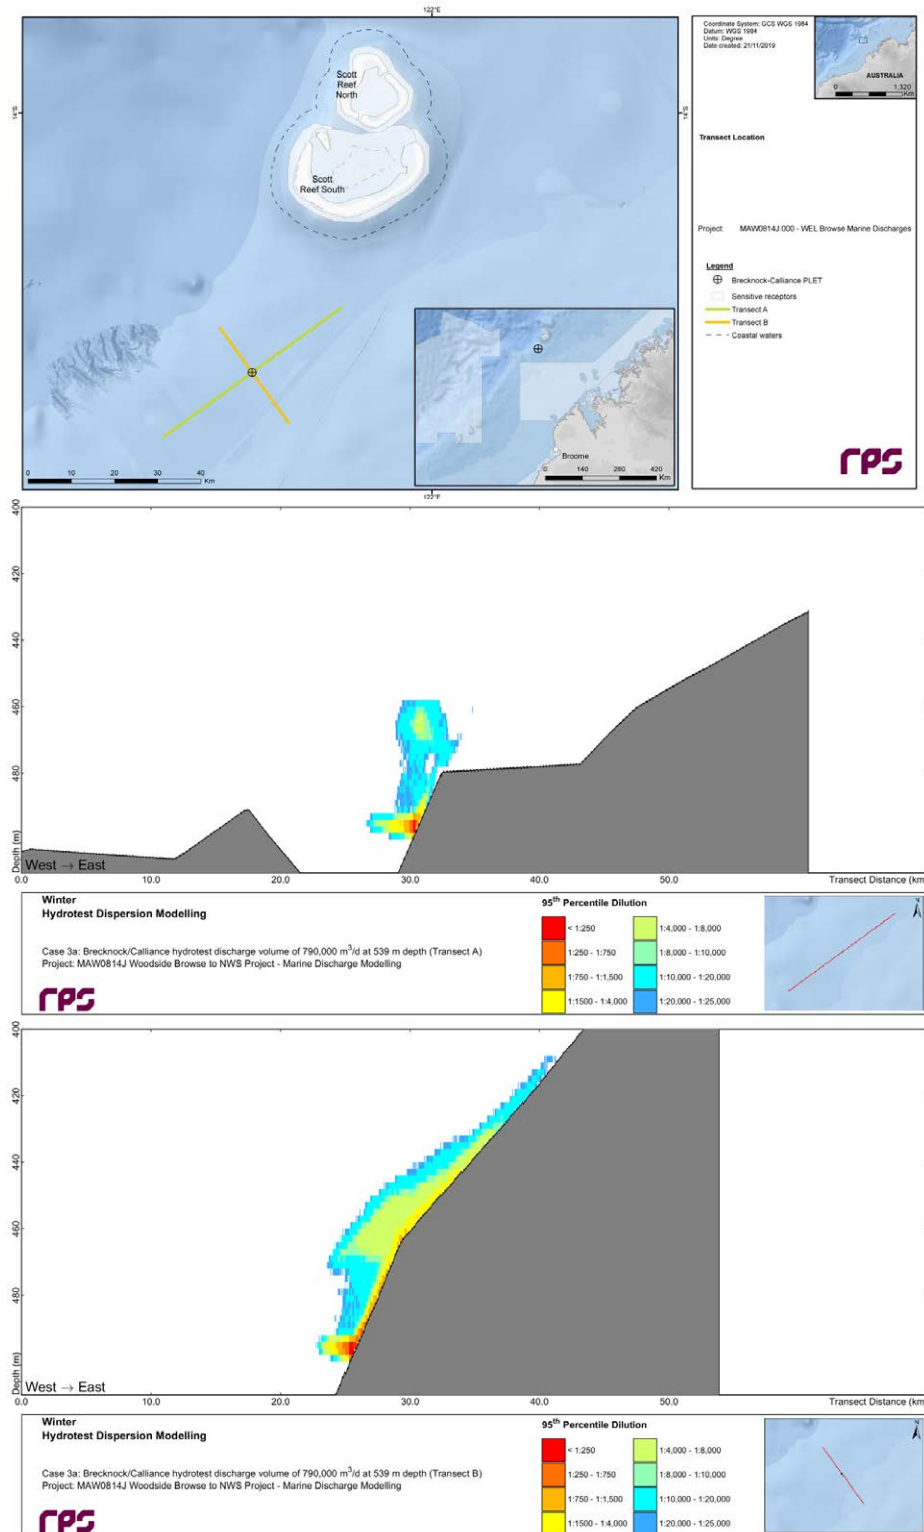 122°E
14°S
14°S
Scott
Reef
North
Scott
Reef South
0 10 20 30 40
Km
Broome
0 140 280 420
Km
122°E
Coordinate System: GCS WGS 1984
Datum: WGS 1984
Units: Degree
Date created: 21/11/2019
AUSTRALIA
0 1,320
Km
Transect Location
Project: MAW0814J.000 - WEL Browse Marine Discharges
Legend
Brecknock-Calliance PLET
Sensitive receptors
Transect A
Transect B
Coastal waters
rps
400
420
440
460
480
Depth (m)
West → East
0.0 10.0 20.0 30.0 40.0 50.0 Transect Distance (km
Winter
Hydrotest Dispersion Modelling
Case 3a: Brecknock/Calliance hydrotest discharge volume of 790,000 m³/d at 539 m depth (Transect A)
Project: MAW0814J Woodside Browse to NWS Project - Marine Discharge Modelling
rps
95th Percentile Dilution
< 1:250 1:4,000 - 1:8,000
1:250 - 1:750 1:8,000 - 1:10,000
1:750 - 1:1,500 1:10,000 - 1:20,000
1:1500 - 1:4,000 1:20,000 - 1:25,000
N
400
420
440
460
480
Depth (m)
West → East
0.0 10.0 20.0 30.0 40.0 50.0 Transect Distance (km
Winter
Hydrotest Dispersion Modelling
Case 3a: Brecknock/Calliance hydrotest discharge volume of 790,000 m³/d at 539 m depth (Transect B)
Project: MAW0814J Woodside Browse to NWS Project - Marine Discharge Modelling
rps
95th Percentile Dilution
< 1:250 1:4,000 - 1:8,000
1:250 - 1:750 1:8,000 - 1:10,000
1:750 - 1:1,500 1:10,000 - 1:20,000
1:1500 - 1:4,000 1:20,000 - 1:25,000
N